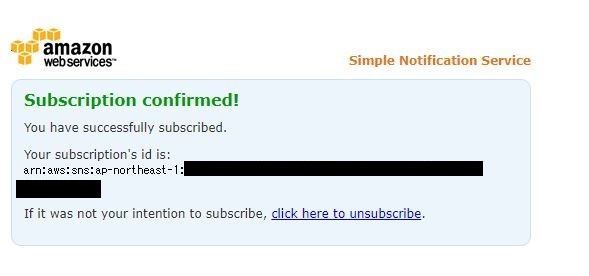 amazon
webservices™
Simple Notification Service
Subscription confirmed!
You have successfully subscribed.
Your subscription's id is:
arn:aws:sns:ap-northeast-1:
If it was not your intention to subscribe, click here to unsubscribe.